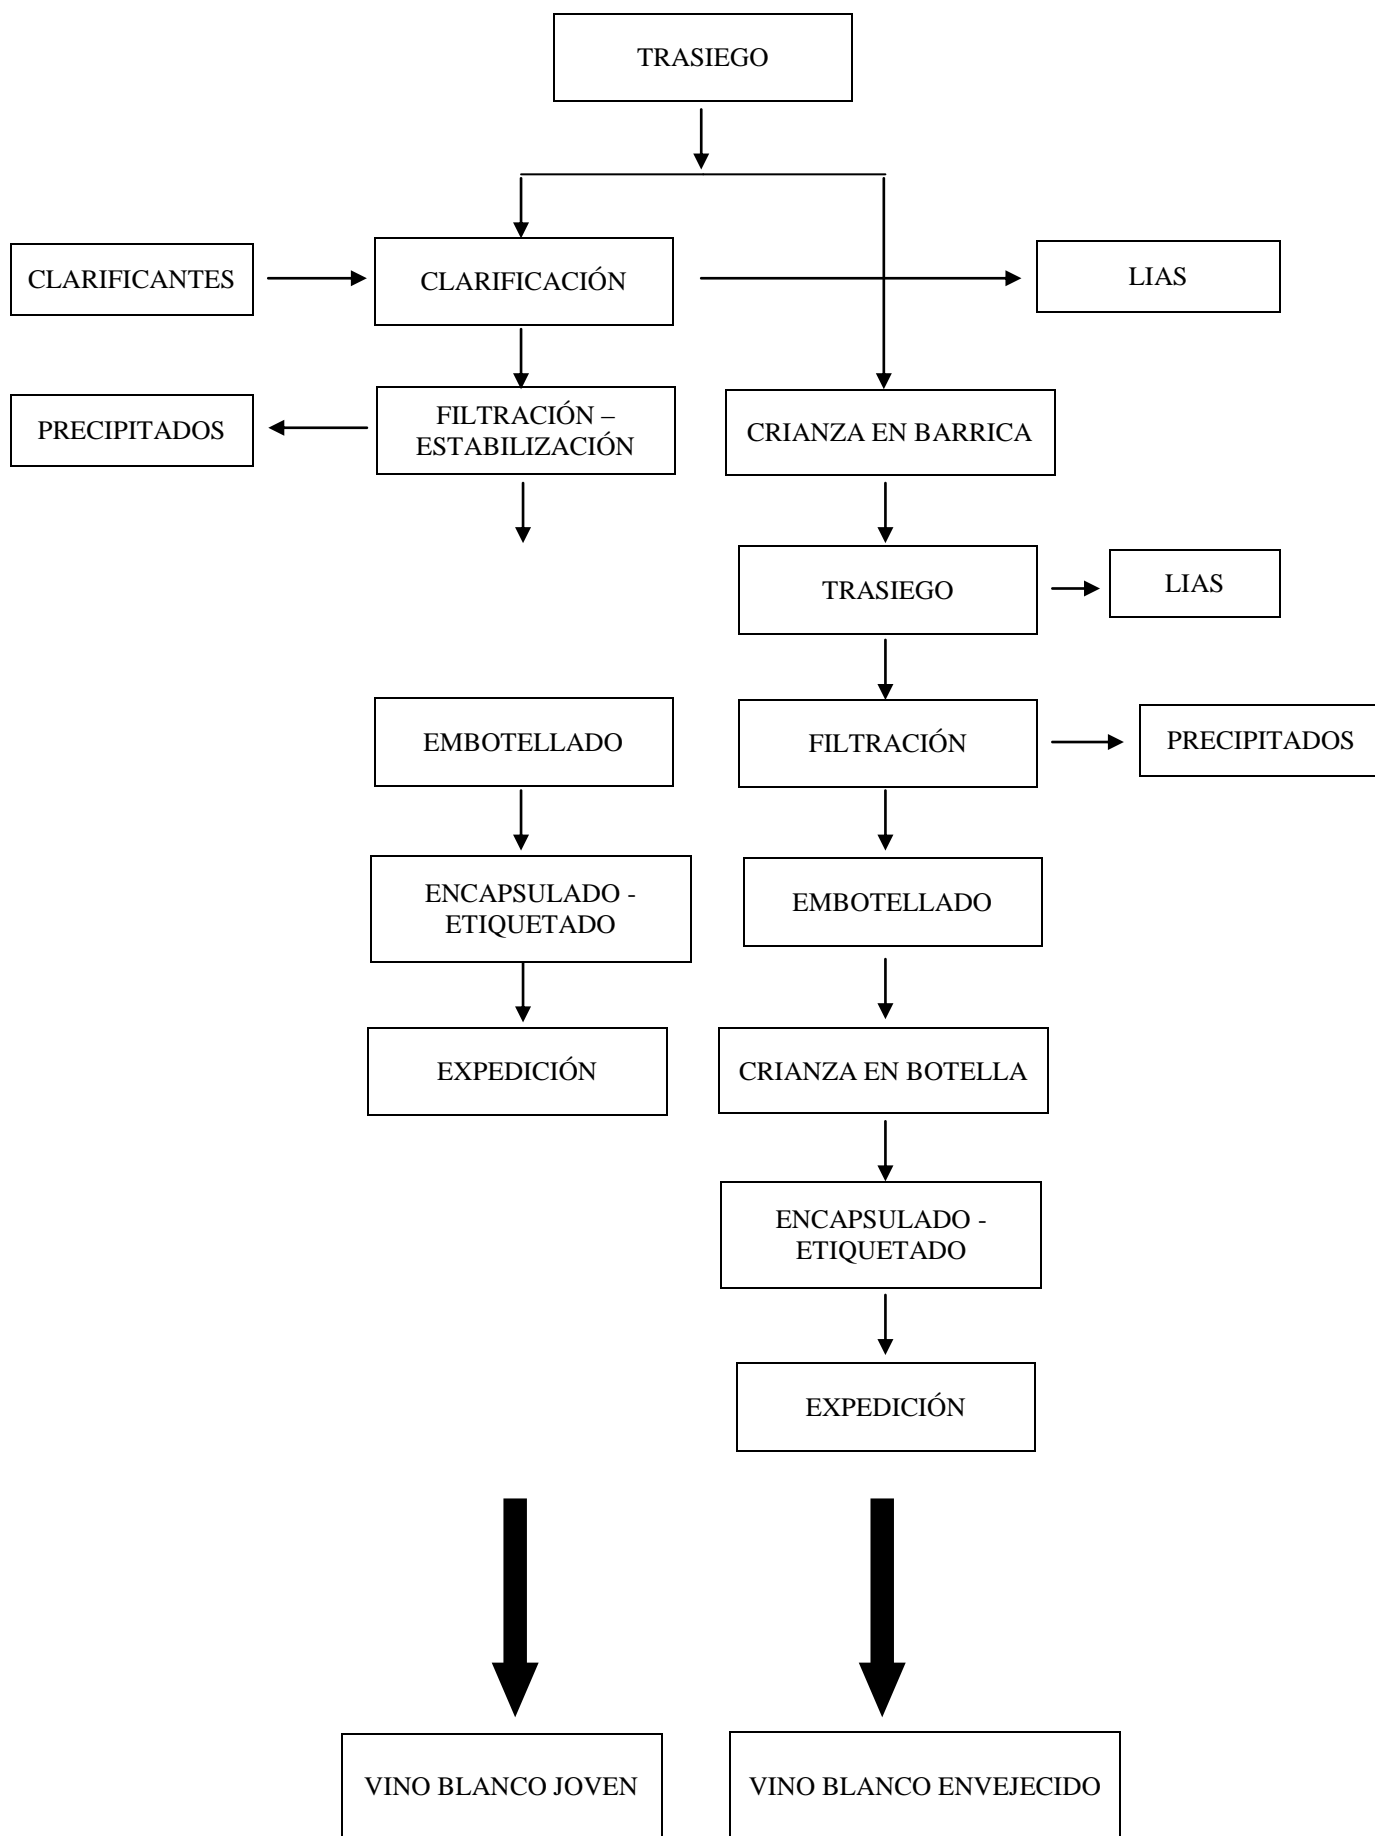 TRASIEGO
CLARIFICANTES
CLARIFICACIÓN
LIAS
PRECIPITADOS
FILTRACIÓN –
ESTABILIZACIÓN
CRIANZA EN BARRICA
TRASIEGO
LIAS
EMBOTELLADO
FILTRACIÓN
PRECIPITADOS
ENCAPSULADO -
ETIQUETADO
EMBOTELLADO
EXPEDICIÓN
CRIANZA EN BOTELLA
ENCAPSULADO -
ETIQUETADO
EXPEDICIÓN
VINO BLANCO JOVEN
VINO BLANCO ENVEJECIDO